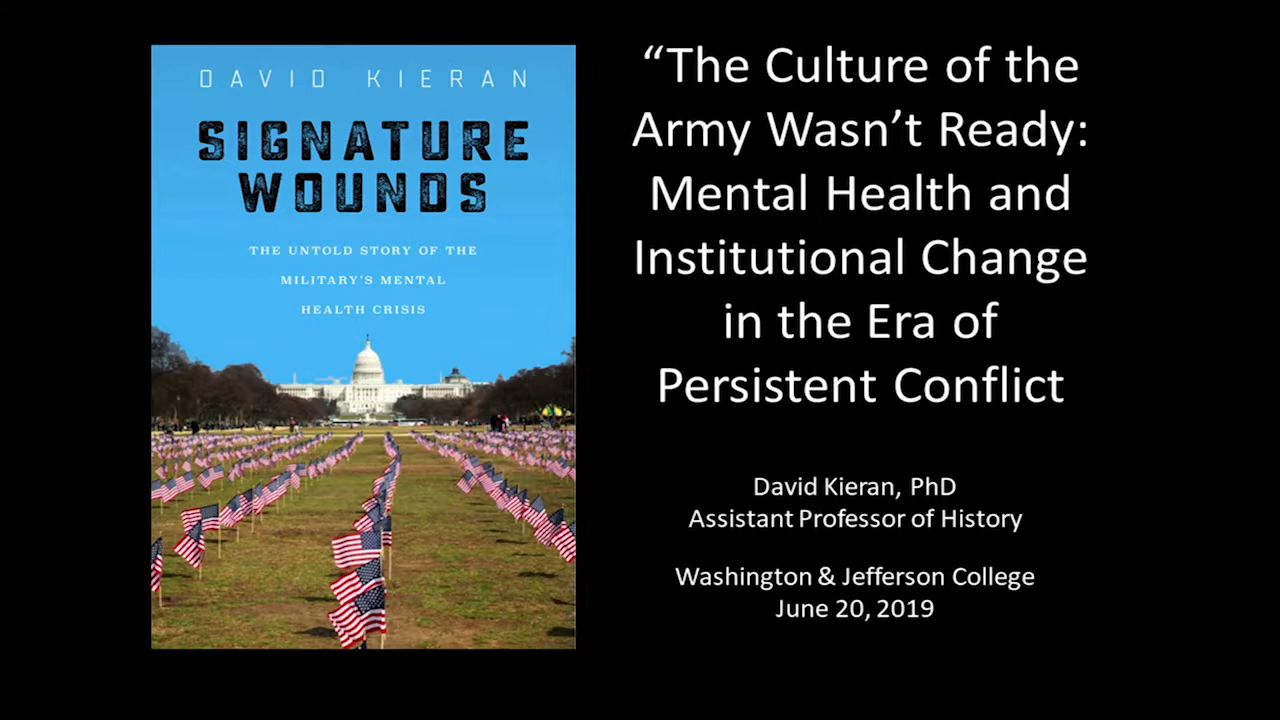 DAVID KIERAN
SIGNATURE
WOUNDS
THE UNTOLD STORY OF THE
MILITARY'S MENTAL
HEALTH CRISIS
“The Culture of the
Army Wasn’t Ready:
Mental Health and
Institutional Change
in the Era of
Persistent Conflict
David Kieran, PhD
Assistant Professor of History
Washington & Jefferson College
June 20, 2019